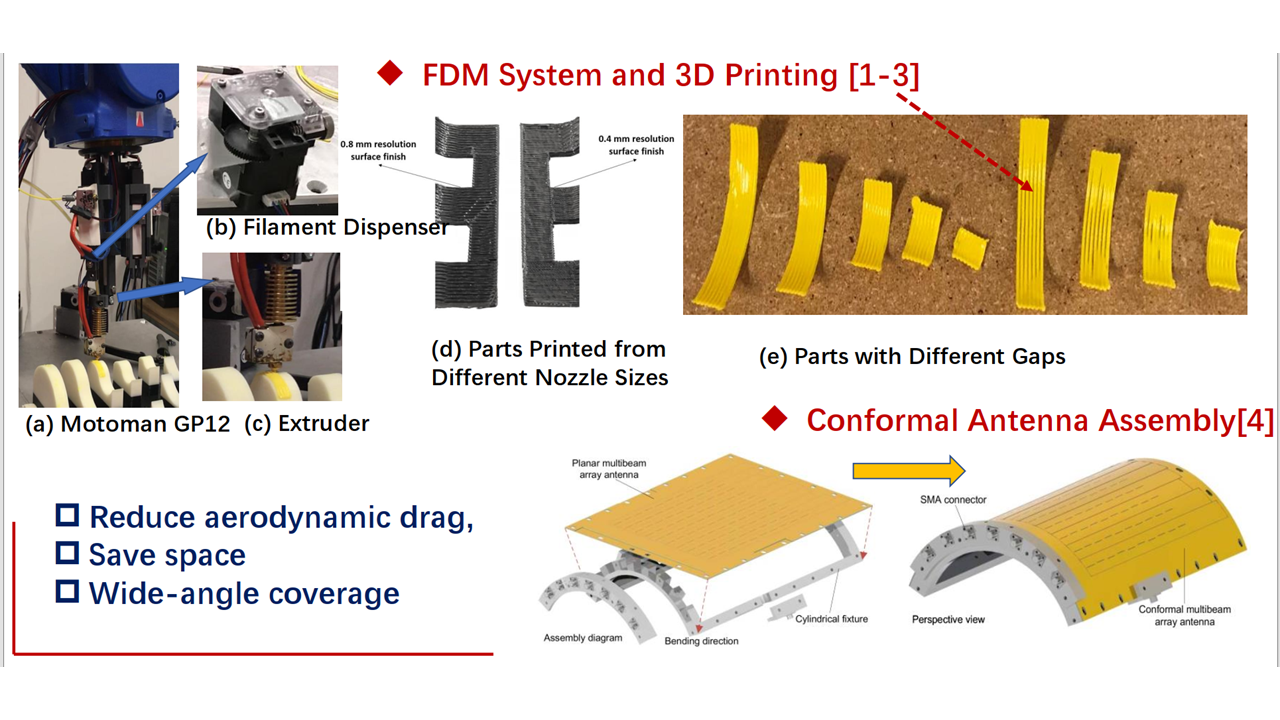 FDM System and 3D Printing [1-3]
0.8 mm resolution
surface finish
0.4 mm resolution
surface finish
(b) Filament Dispenser
(d) Parts Printed from
Different Nozzle Sizes
(e) Parts with Different Gaps
(a) Motoman GP12
(c) Extruder
Conformal Antenna Assembly[4]
Planar multibeam
array antenna
SMA connector
Reduce aerodynamic drag,
Save space
Wide-angle coverage
Cylindrical fixture
Assembly diagram
Bending direction
Perspective view
Conformal multibeam
array antenna